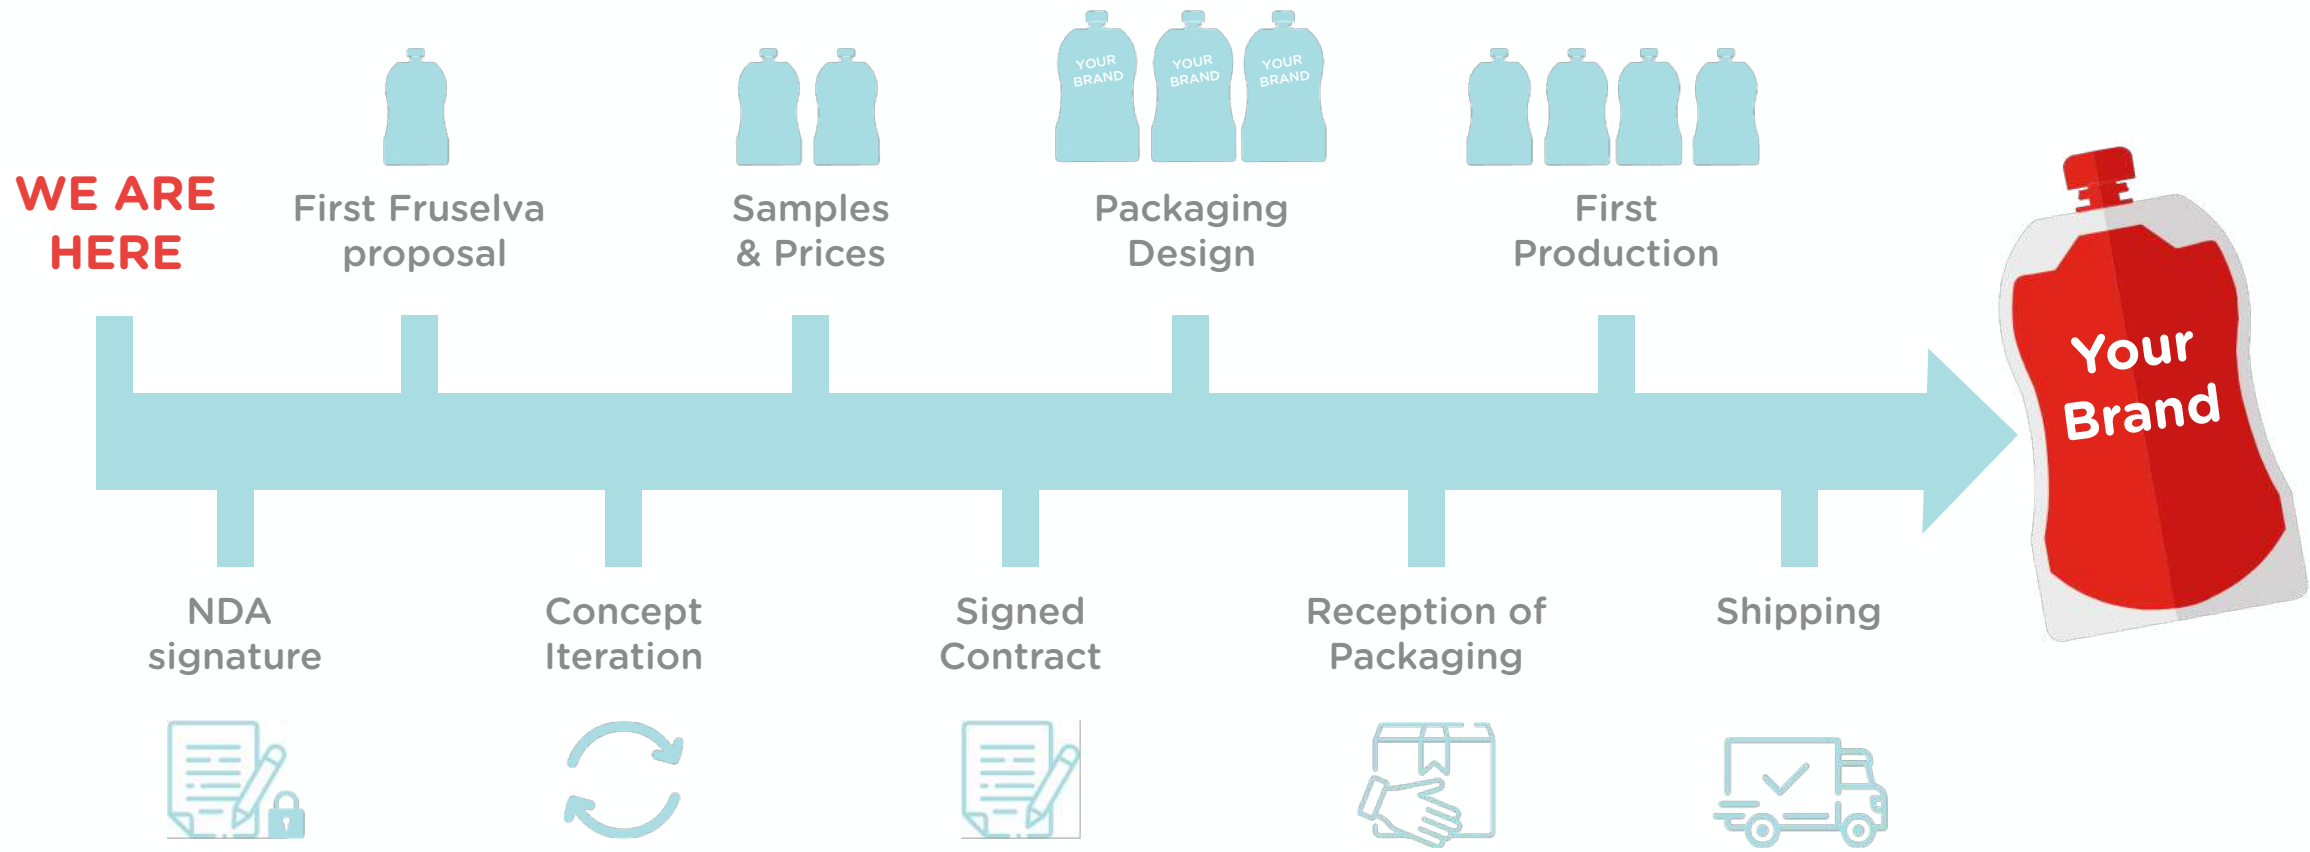 YOUR
BRAND
YOUR
BRAND
YOUR
BRAND
WE ARE
HERE
First Fruselva
proposal
Samples
& Prices
Packaging
Design
First
Production
Your
Brand
NDA
signature
Concept
Iteration
Signed
Contract
Reception of
Packaging
Shipping